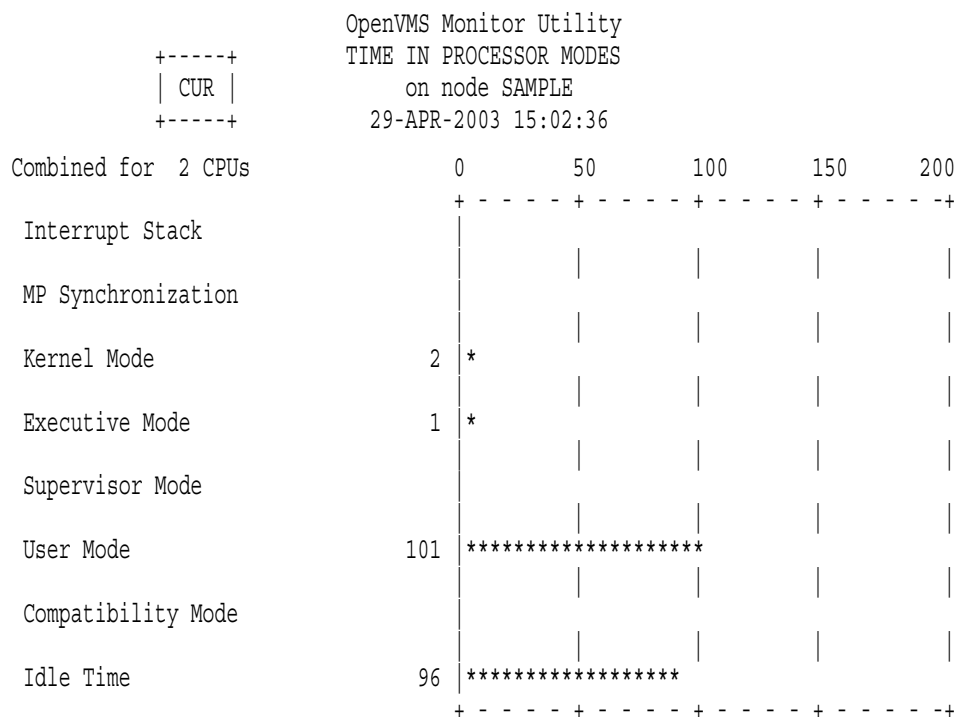 OpenVMS Monitor Utility
+-----+ TIME IN PROCESSOR MODES
| CUR | on node SAMPLE
+-----+ 29-APR-2003 15:02:36
Combined for 2 CPUs 0 50 100 150 200
+ - - - - + - - - - + - - - - + - - - - -+
Interrupt Stack |
| | | | |
MP Synchronization |
| | | | |
Kernel Mode 2 |*
| | | | |
Executive Mode 1 |*
| | | | |
Supervisor Mode |
| | | | |
User Mode 101 |********************
| | | | |
Compatibility Mode |
| | | | |
Idle Time 96 |******************
+ - - - - + - - - - + - - - - + - - - - -+